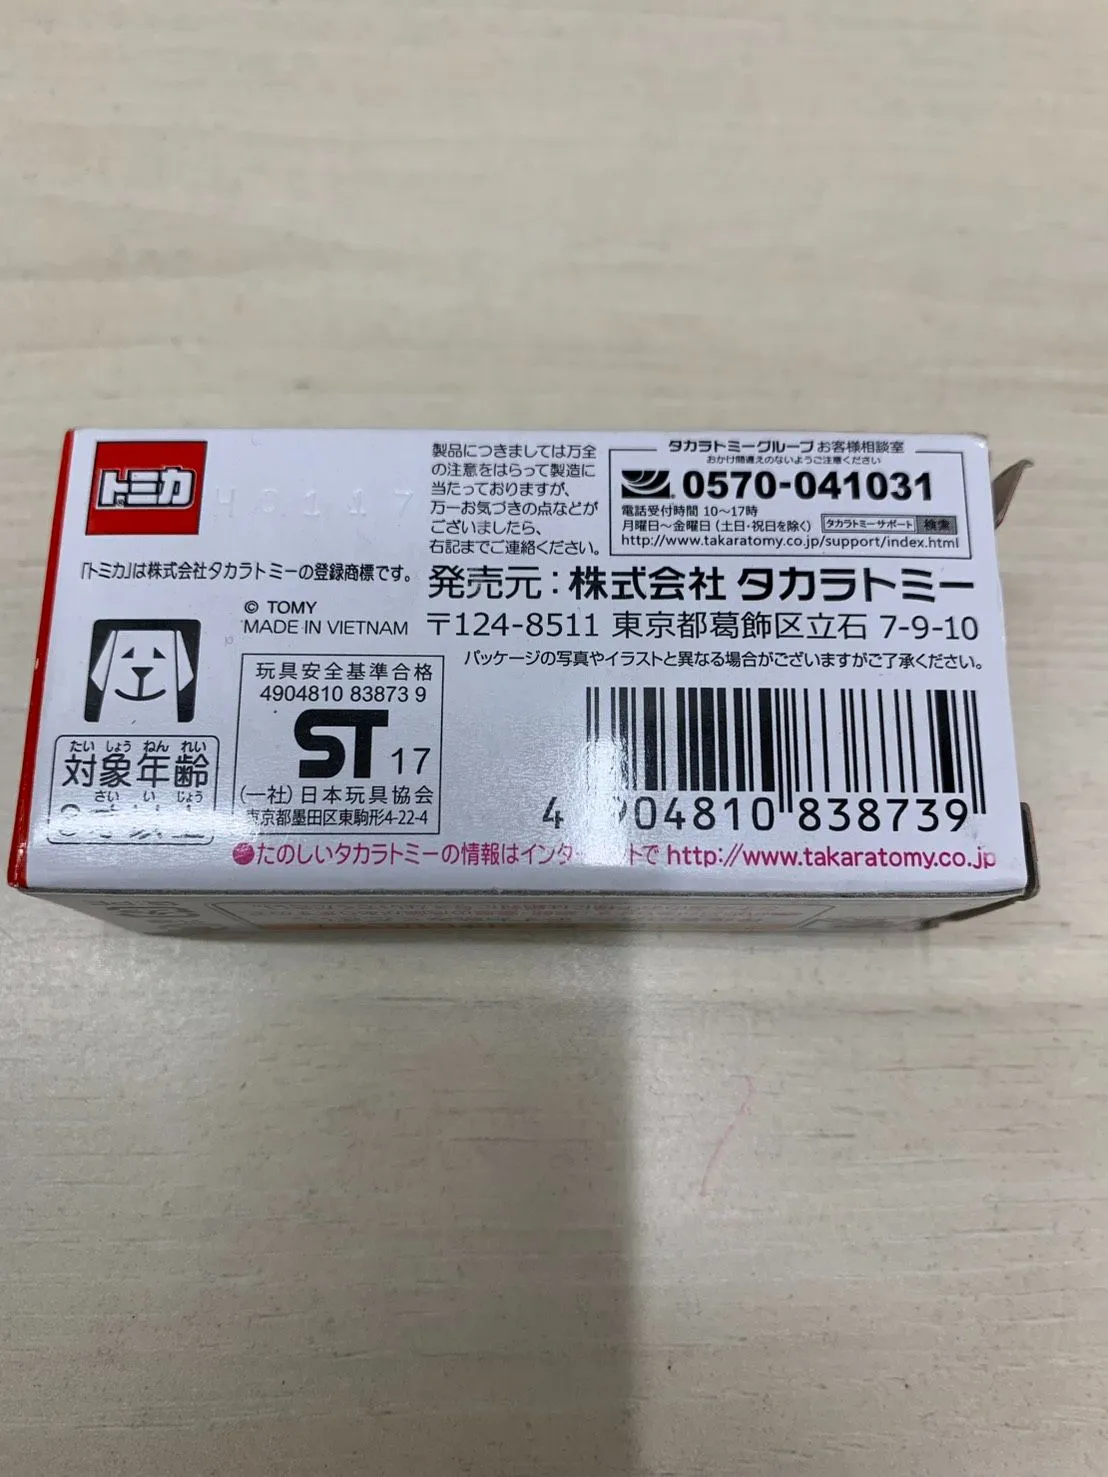 トミカ
「トミカ」は株式会社タカラトミーの登録商標です。
© TOMY
MADE IN VIETNAM
製品につきましては万全
の注意をはらって製造に
当たっておりますが、
万一お気づきの点などが
ございましたら、
右記までご連絡ください。
タカラトミーグループ お客様相談室
おかけ間違えのないようご注意ください
0570-041031
電話受付時間 10〜17時
月曜日〜金曜日（土日・祝日を除く） タカラトミーサポート 検索
http://www.takaratomy.co.jp/support/index.html
発売元：株式会社 タカラトミー
〒124-8511 東京都葛飾区立石 7-9-10
パッケージの写真やイラストと異なる場合がございますがご了承ください。
たい しょう ねん れい
対象年齢
さい い じょう
玩具安全基準合格
4904810 83873 9
ST 17
（一社）日本玩具協会
東京都墨田区東駒形4-22-4
4 904810 838739
●たのしいタカラトミーの情報はインターネットで http://www.takaratomy.co.jp